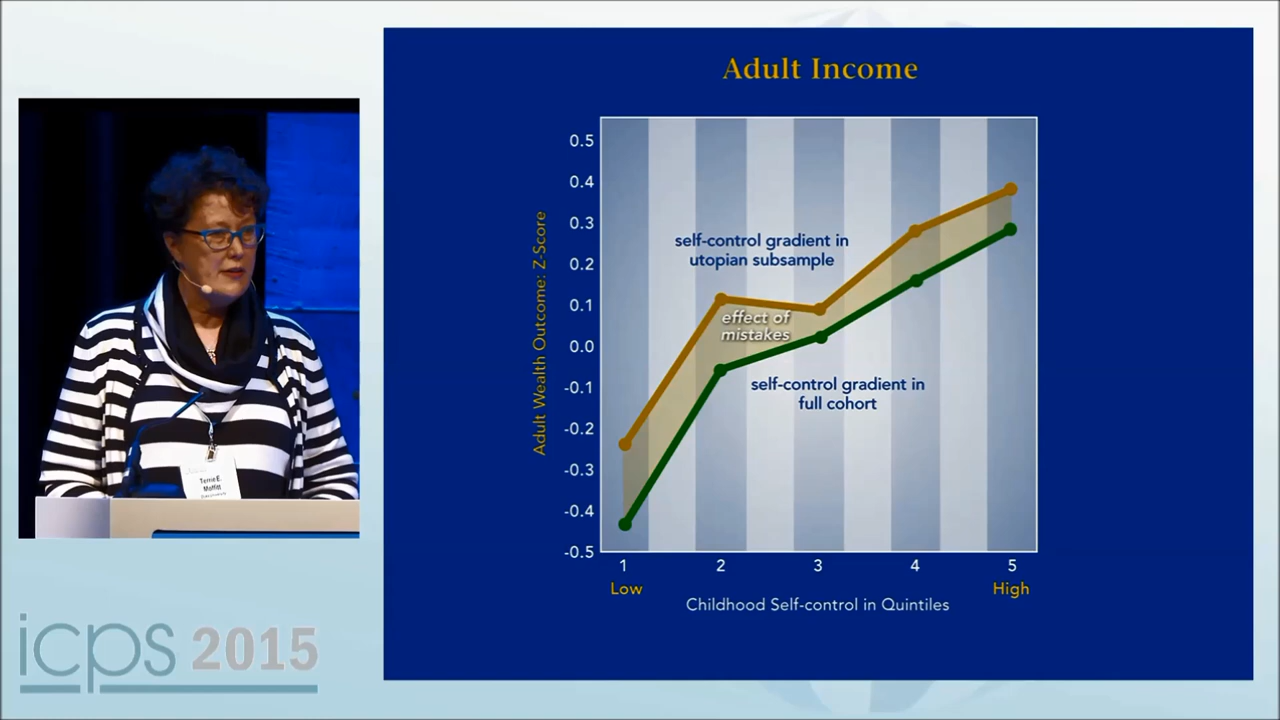 Adult Income
Adult Wealth Outcome: Z-Score
0.5
0.4
0.3
0.2
0.1
0.0
-0.1
-0.2
-0.3
-0.4
-0.5
self-control gradient in
utopian subsample
effect of
mistakes
self-control gradient in
full cohort
1
2
3
4
5
Low
High
Childhood Self-control in Quintiles
Terrie E.
Moffitt
icps 2015